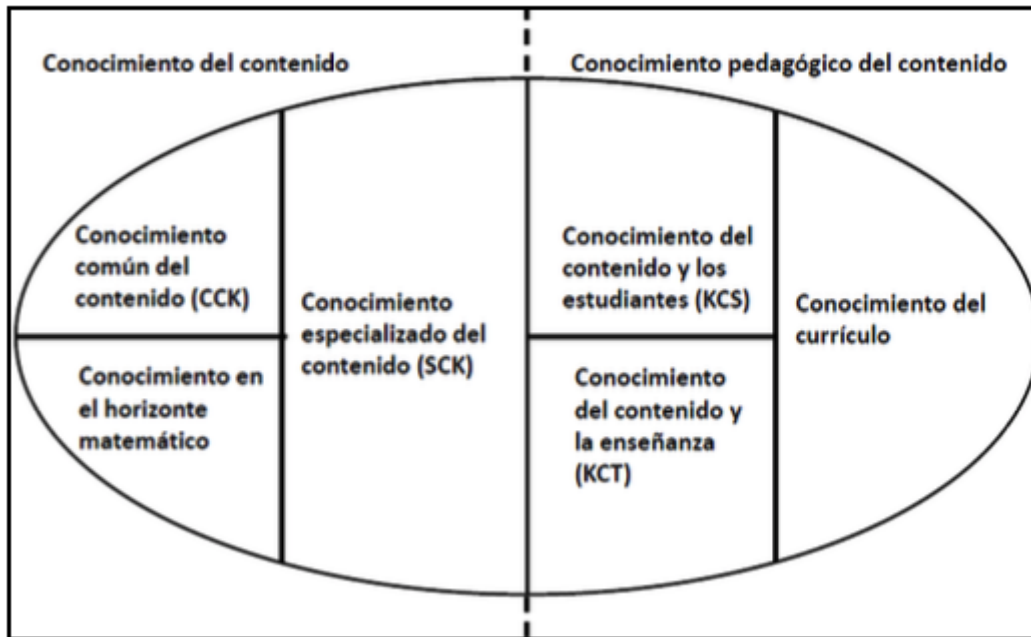 Conocimiento del contenido
Conocimiento pedagógico del contenido
Conocimiento
común del
contenido (CCK)
Conocimiento en
el horizonte
matemático
Conocimiento
especializado del
contenido (SCK)
Conocimiento del
contenido y los
estudiantes (KCS)
Conocimiento
del contenido y
la enseñanza
(KCT)
Conocimiento del
currículo